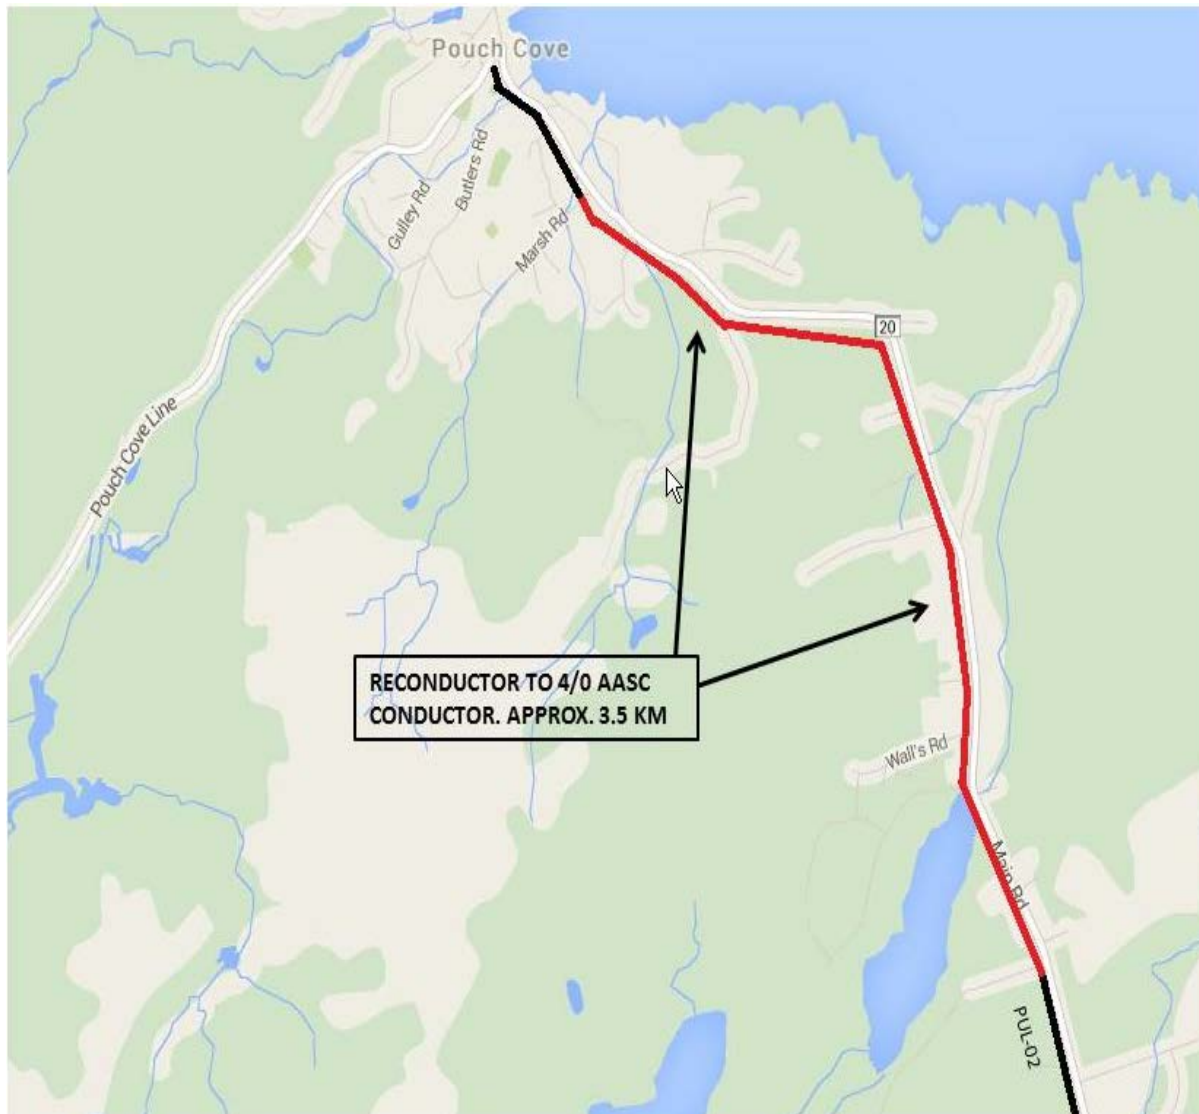 Pouch Cove
Butlers Rd
Gulley Rd
Marsh Rd
20
Pouch Cove Line
RECONDUCTOR TO 4/0 AASC
CONDUCTOR. APPROX. 3.5 KM
Wall's Rd
Main Rd
PUL-02